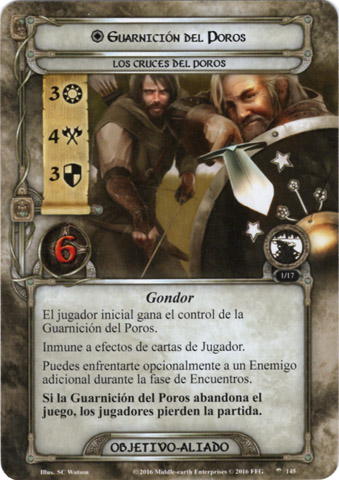 Guarnición del Poros
Los Cruces del Poros
3
4
3
6
1/17
Gondor
El jugador inicial gana el control de la
Guarnición del Poros.
Inmune a efectos de cartas de Jugador.
Puedes enfrentarte opcionalmente a un Enemigo
adicional durante la fase de Encuentros.
Si la Guarnición del Poros abandona el
juego, los jugadores pierden la partida.
Objetivo-Aliado
Illus. SC Watson
©2016 Middle-earth Enterprises © 2016 FFG
145